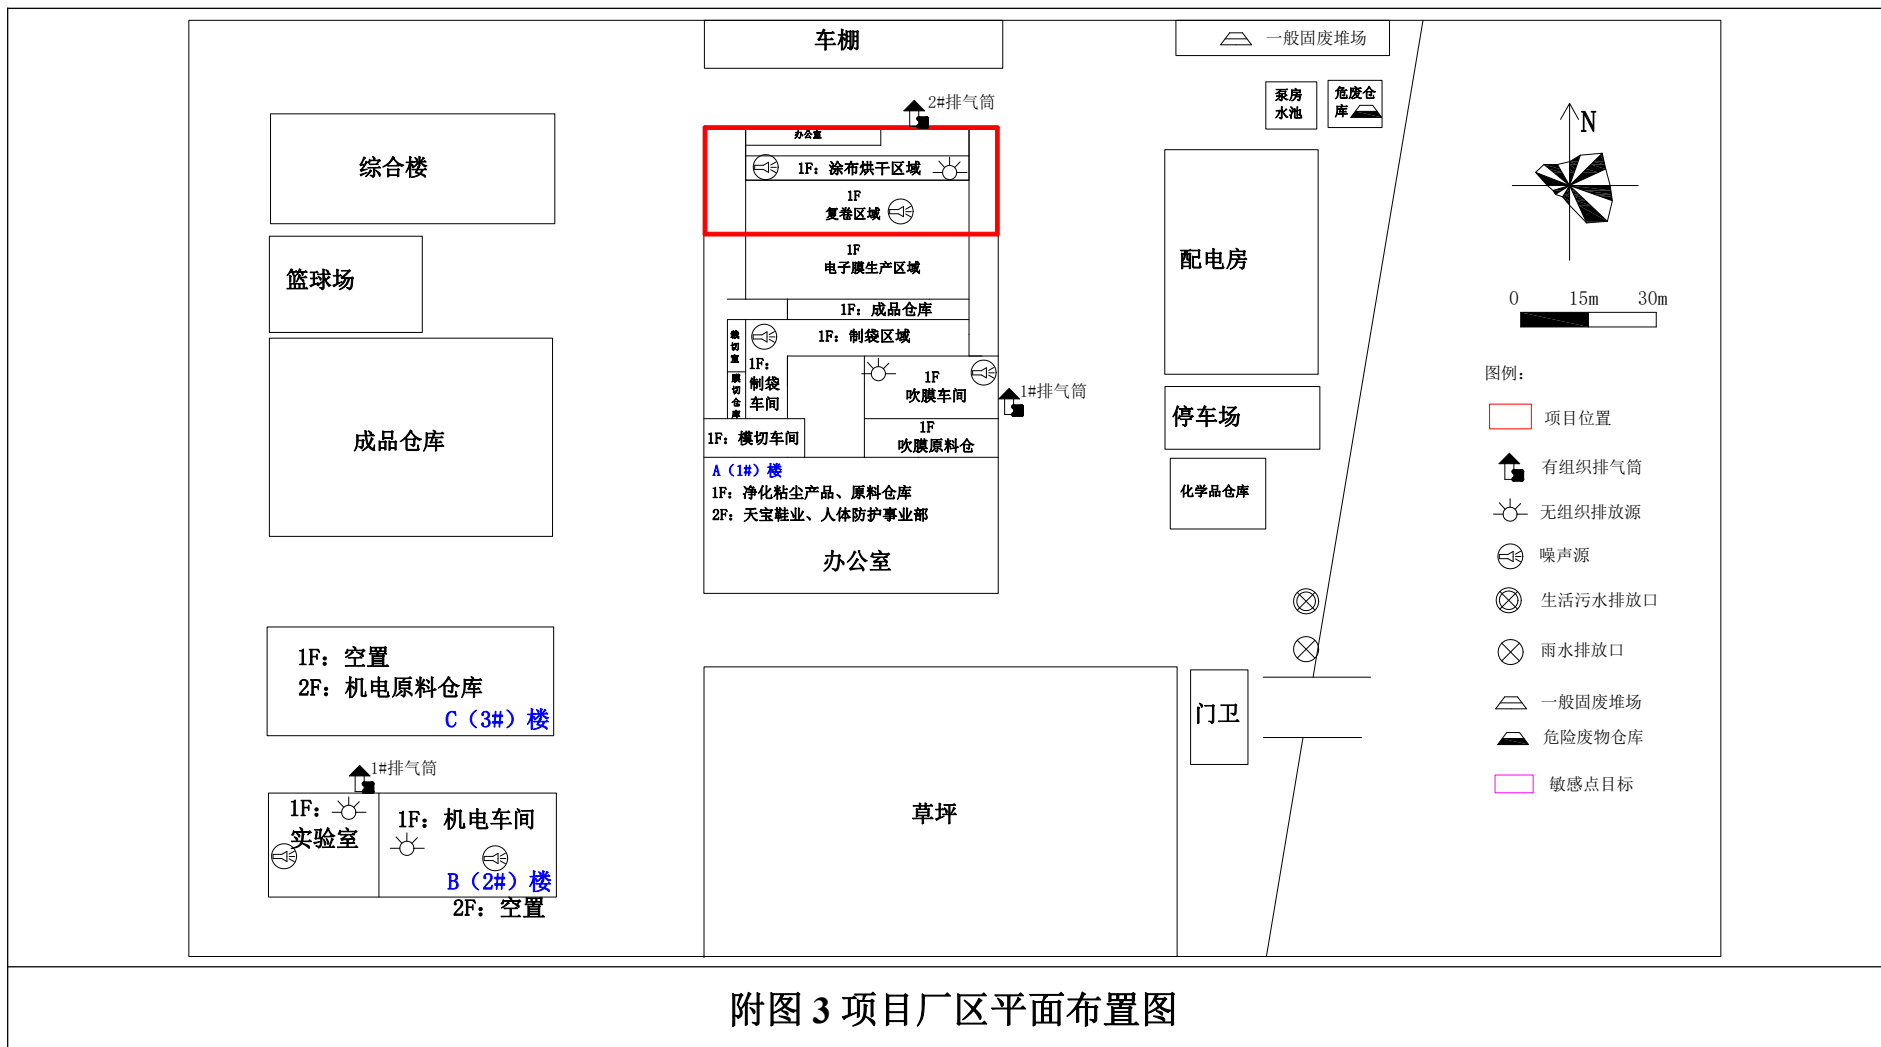 车棚
一般固废堆场
2#排气筒
泵房
水池
危废仓
库
N
综合楼
办公室
1F：涂布烘干区域
1F
复卷区域
篮球场
1F
电子膜生产区域
配电房
1F：成品仓库
0 15m 30m
1F：制袋区域
裁切室
1F：
制袋
车间
膜切仓库
1F
吹膜车间
1#排气筒
图例：
项目位置
停车场
成品仓库
1F：模切车间
1F
吹膜原料仓
有组织排气筒
A（1#）楼
1F：净化粘尘产品、原料仓库
2F：天宝鞋业、人体防护事业部
化学品仓库
无组织排放源
办公室
噪声源
生活污水排放口
1F：空置
2F：机电原料仓库
C（3#）楼
雨水排放口
门卫
一般固废堆场
危险废物仓库
1#排气筒
敏感点目标
1F：
实验室
1F：机电车间
B（2#）楼
2F：空置
草坪
附图 3 项目厂区平面布置图